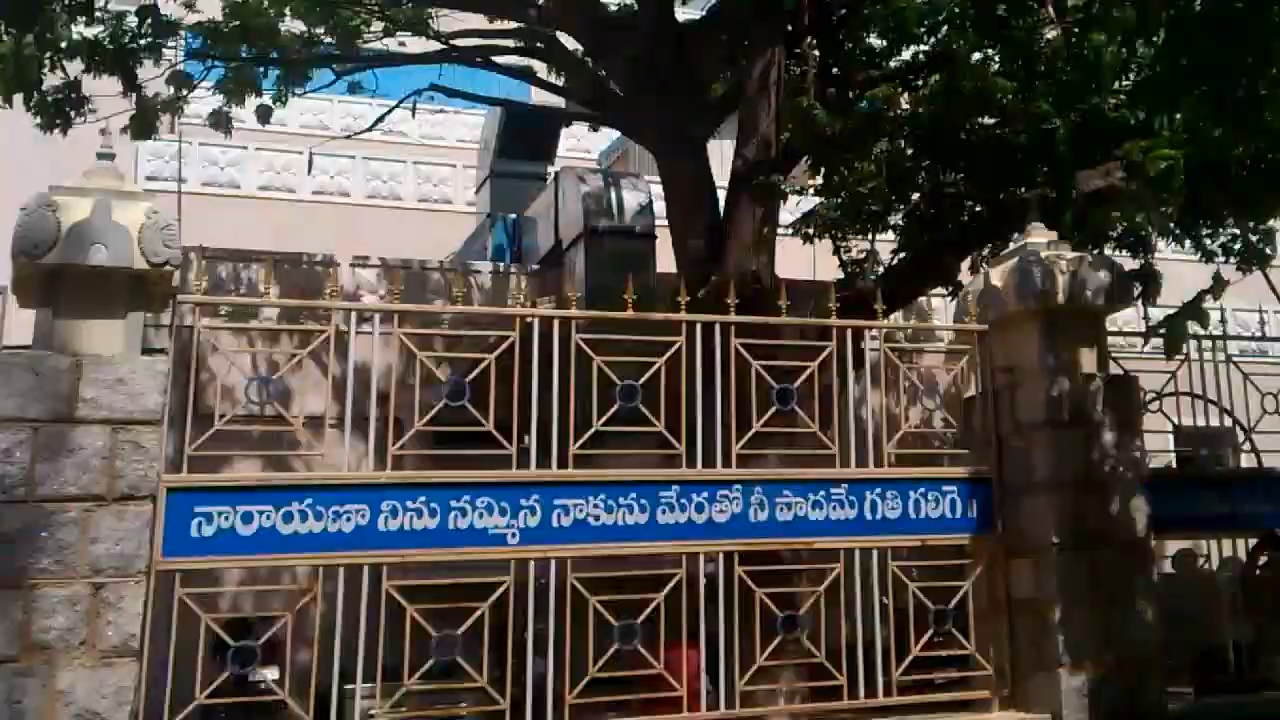 నారాయణా నిను నమ్మిన నాకును మేరతో నీ పాదమే గతి గలిగె ॥